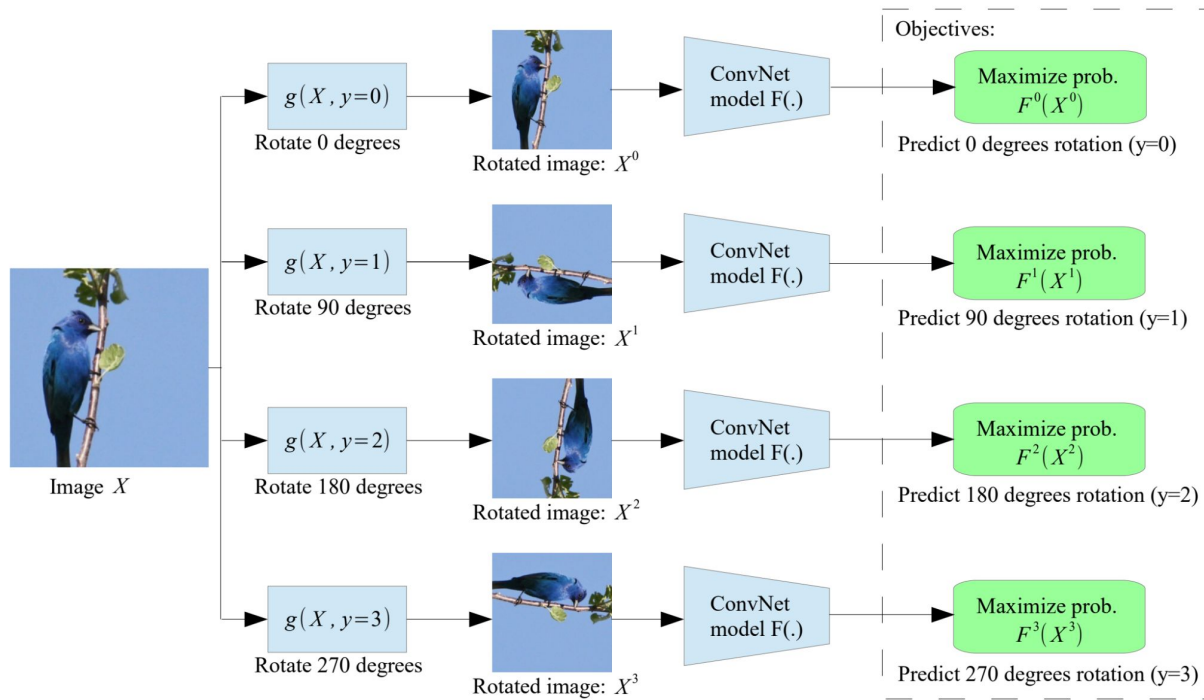 Objectives:
g(X, y=0)
Rotate 0 degrees
Rotated image: X⁰
ConvNet
model F(.)
Maximize prob.
F⁰(X⁰)
Predict 0 degrees rotation (y=0)
g(X, y=1)
Rotate 90 degrees
Rotated image: X¹
ConvNet
model F(.)
Maximize prob.
F¹(X¹)
Predict 90 degrees rotation (y=1)
Image X
g(X, y=2)
Rotate 180 degrees
Rotated image: X²
ConvNet
model F(.)
Maximize prob.
F²(X²)
Predict 180 degrees rotation (y=2)
g(X, y=3)
Rotate 270 degrees
Rotated image: X³
ConvNet
model F(.)
Maximize prob.
F³(X³)
Predict 270 degrees rotation (y=3)